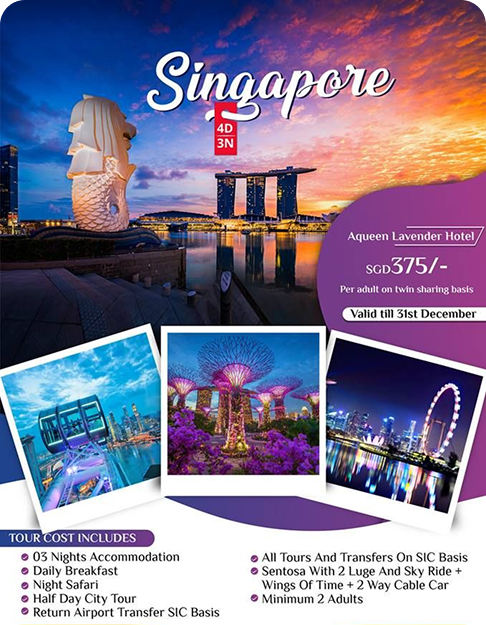 Singapore
4D
3N
Aqueen Lavender Hotel
SGD375/-
Per adult on twin sharing basis
Valid till 31st December
TOUR COST INCLUDES
03 Nights Accommodation
Daily Breakfast
Night Safari
Half Day City Tour
Return Airport Transfer SIC Basis
All Tours And Transfers On SIC Basis
Sentosa With 2 Luge And Sky Ride +
Wings Of Time + 2 Way Cable Car
Minimum 2 Adults